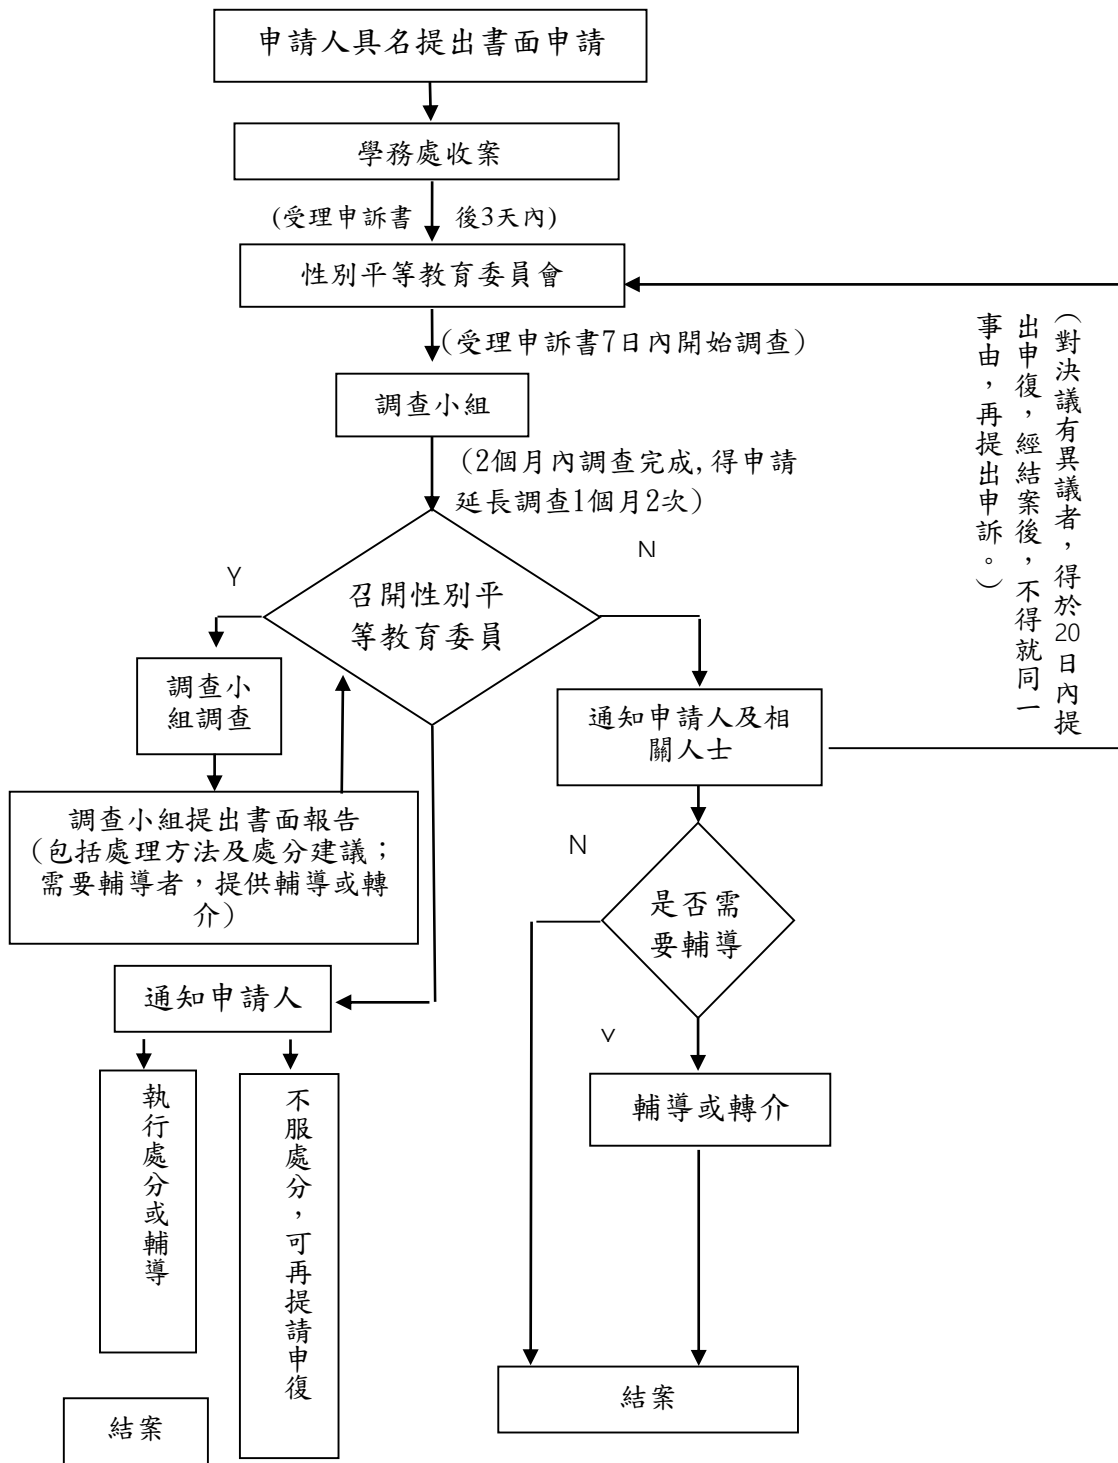 申請人具名提出書面申請
學務處收案
(受理申訴書 後3天內)
性別平等教育委員會
(受理申訴書7日內開始調查)
調查小組
(2個月內調查完成,得申請
延長調查1個月2次)
(對決議有異議者，得於20日內提
出申復，經結案後，不得就同一
事由，再提出申訴。)
Y
N
召開性別平
等教育委員
調查小
組調查
調查小組提出書面報告
(包括處理方法及處分建議；
需要輔導者，提供輔導或轉
介)
通知申請人
執行處分或輔導
不服處分，可再提請申復
結案
通知申請人及相
關人士
N
是否需
要輔導
Y
輔導或轉介
結案